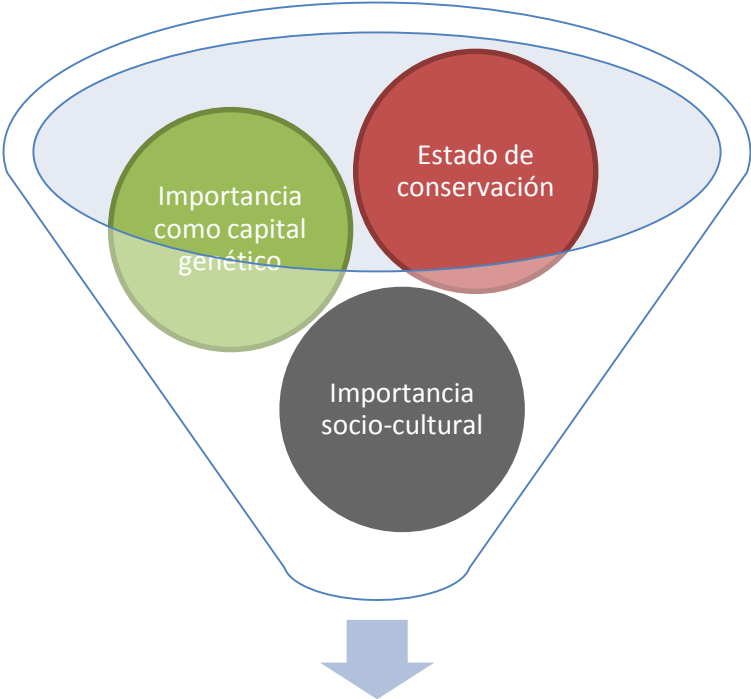 Importancia
como capital
genético
Estado de
conservación
Importancia
socio-cultural